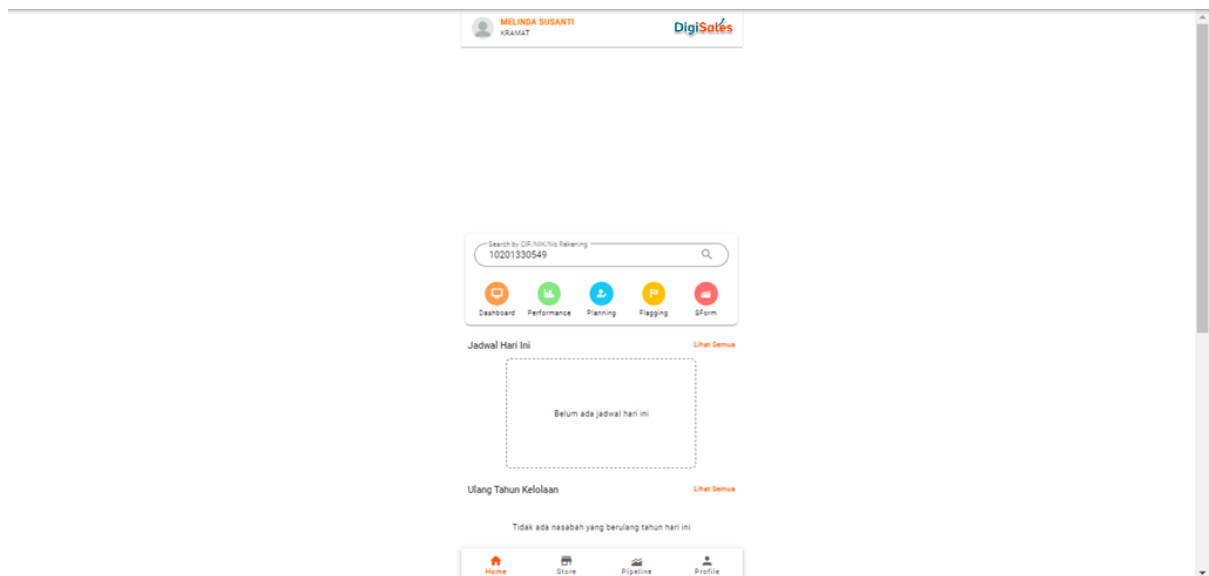 MELINDA SUSANTI
KRAMAT
DigiSales
Search by CIF/NIK/No Rekening
10201330549
Dashboard Performance Planning Flagging SForm
Jadwal Hari Ini Lihat Semua
Belum ada jadwal hari ini
Ulang Tahun Kelolaan Lihat Semua
Tidak ada nasabah yang berulang tahun hari ini
Home Store Pipeline Profile